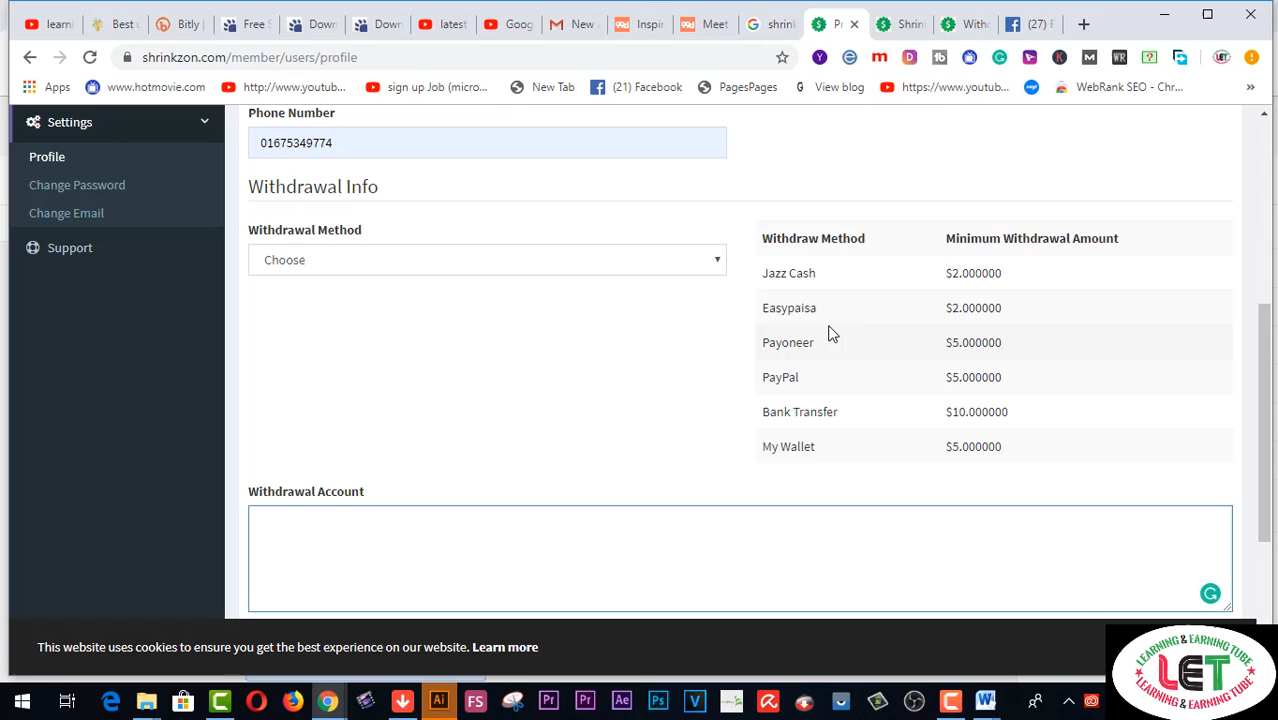 learni
Best
Bitly
Free S
Down
Down
latest
Goog
New
Inspir
Meet
shrink
Pr
Shrin
Withd
(27) F
shrinkzon.com/member/users/profile
Apps
www.hotmovie.com
http://www.youtub...
sign up Job (micro...
New Tab
(21) Facebook
PagesPages
View blog
https://www.youtub...
WebRank SEO - Chr...
»
Settings
Profile
Change Password
Change Email
Support
Phone Number
01675349774
Withdrawal Info
Withdrawal Method
Choose
Withdraw Method Minimum Withdrawal Amount
Jazz Cash $2.000000
Easypaisa $2.000000
Payoneer $5.000000
PayPal $5.000000
Bank Transfer $10.000000
My Wallet $5.000000
Withdrawal Account
This website uses cookies to ensure you get the best experience on our website. Learn more
LEARNING & EARNING TUBE
LET
LEARNING & EARNING TUBE